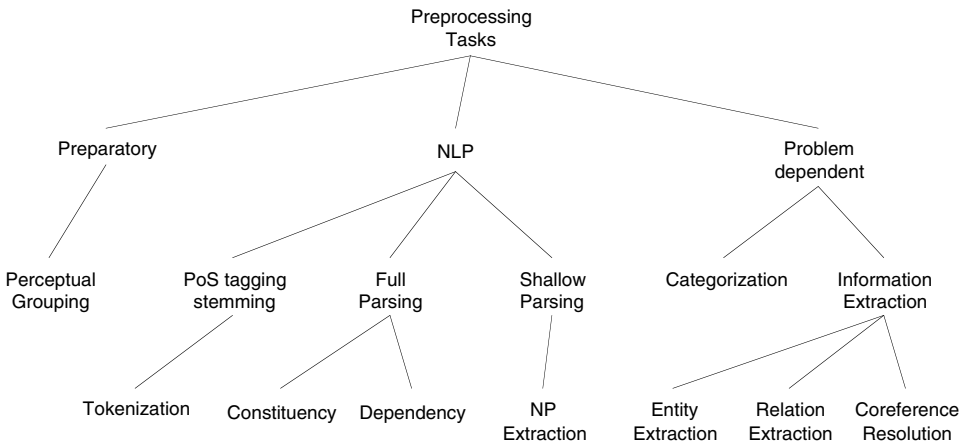 Preprocessing
Tasks
Preparatory
NLP
Problem
dependent
Perceptual
Grouping
PoS tagging
stemming
Full
Parsing
Shallow
Parsing
Categorization
Information
Extraction
Tokenization
Constituency
Dependency
NP
Extraction
Entity
Extraction
Relation
Extraction
Coreference
Resolution